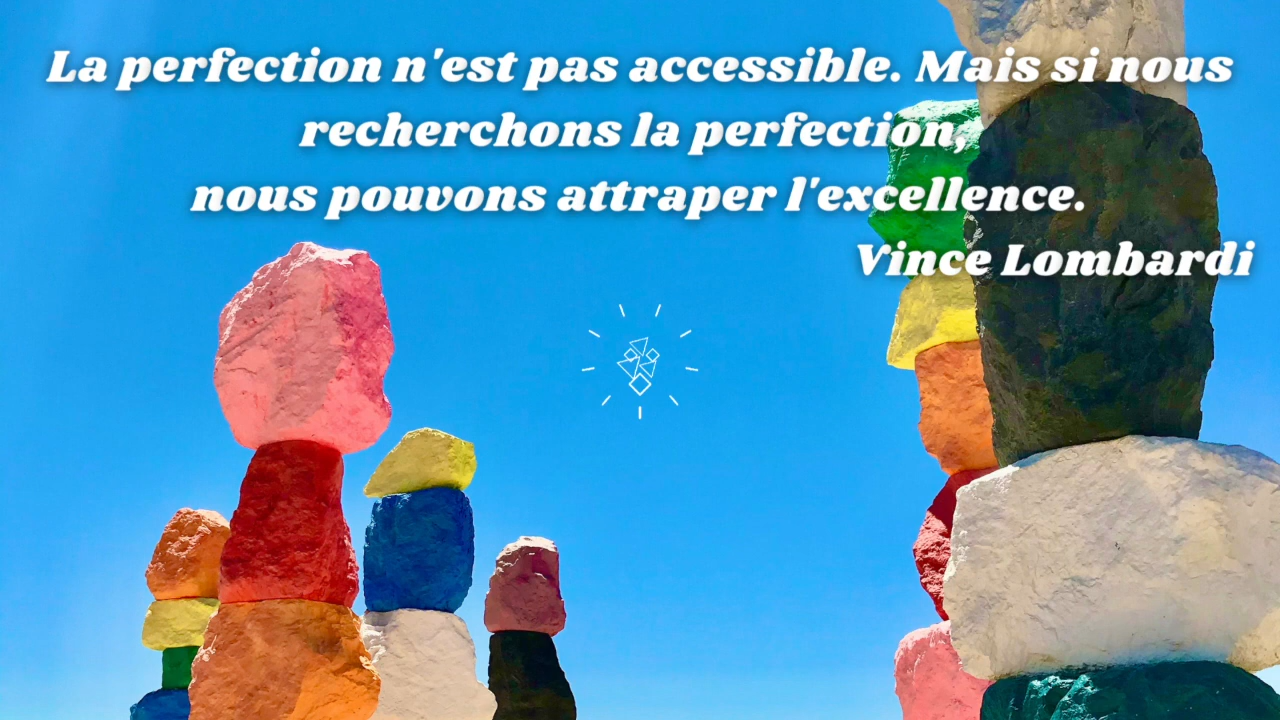 La perfection n'est pas accessible. Mais si nous
recherchons la perfection,
nous pouvons attraper l'excellence.
Vince Lombardi